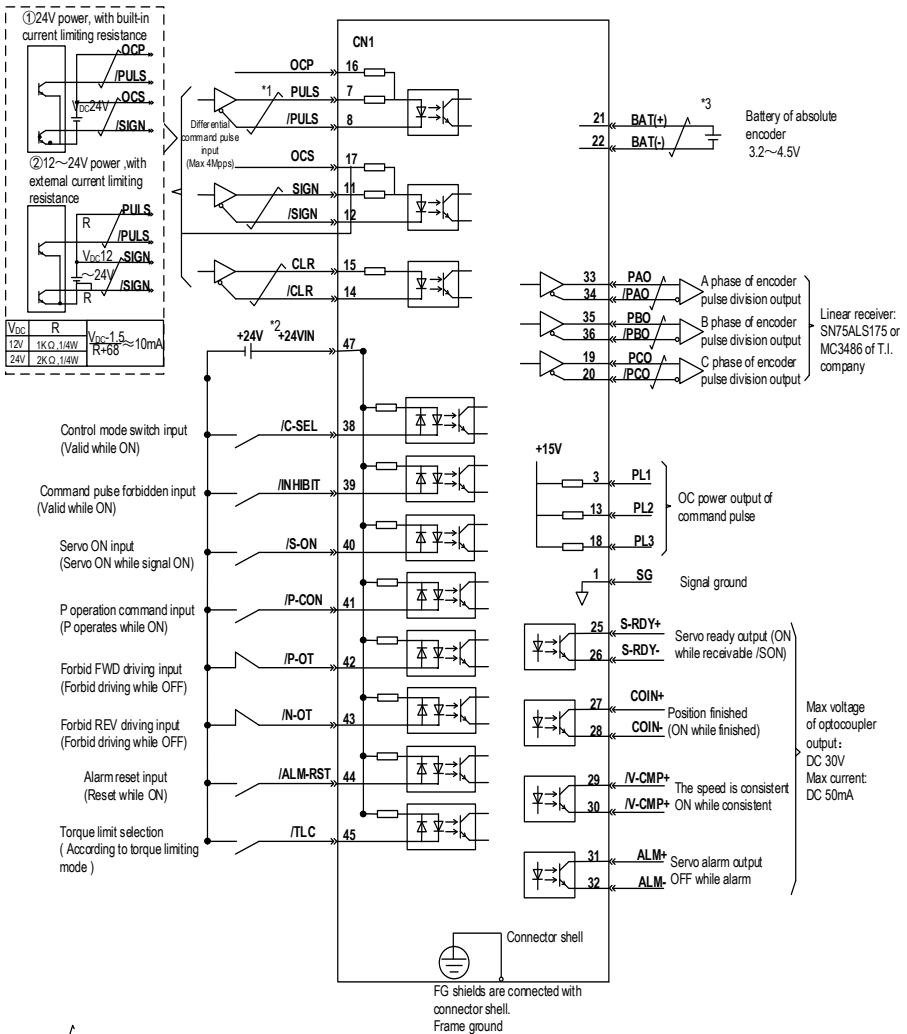 ①24V power, with built-in
current limiting resistance
OCP
/PULS
OCS
VDC24V
/SIGN
②12～24V power ,with
external current limiting
resistance
R
PULS
/PULS
VDC12
～24V
SIGN
R
/SIGN
VDC R
12V 1KΩ,1/4W
24V 2KΩ,1/4W
VDC-1.5
R+68
≈10mA
CN1
OCP 16
*1 PULS 7
/PULS 8
Differential
command pulse
input
(Max 4Mpps)
OCS 17
SIGN 11
/SIGN 12
CLR 15
/CLR 14
*2
+24V +24VIN 47
Control mode switch input
(Valid while ON)
/C-SEL 38
Command pulse forbidden input
(Valid while ON)
/INHIBIT 39
Servo ON input
(Servo ON while signal ON)
/S-ON 40
P operation command input
(P operates while ON)
/P-CON 41
Forbid FWD driving input
(Forbid driving while OFF)
/P-OT 42
Forbid REV driving input
(Forbid driving while OFF)
/N-OT 43
Alarm reset input
(Reset while ON)
/ALM-RST 44
Torque limit selection
( According to torque limiting
mode )
/TLC 45
*3
21 BAT(+)
22 BAT(-)
Battery of absolute
encoder
3.2～4.5V
33 PAO
34 /PAO
A phase of encoder
pulse division output
35 PBO
36 /PBO
B phase of encoder
pulse division output
19 PCO
20 /PCO
C phase of encoder
pulse division output
Linear receiver:
SN75ALS175 or
MC3486 of T.I.
company
+15V
3 PL1
13 PL2
18 PL3
OC power output of
command pulse
1 SG
Signal ground
25 S-RDY+
26 S-RDY-
Servo ready output (ON
while receivable /SON)
27 COIN+
28 COIN-
Position finished
(ON while finished)
29 /V-CMP+
30 /V-CMP+
The speed is consistent
ON while consistent
31 ALM+
32 ALM-
Servo alarm output
OFF while alarm
Max voltage
of optocoupler
output：
DC 30V
Max current:
DC 50mA
Connector shell
FG shields are connected with
connector shell.
Frame ground